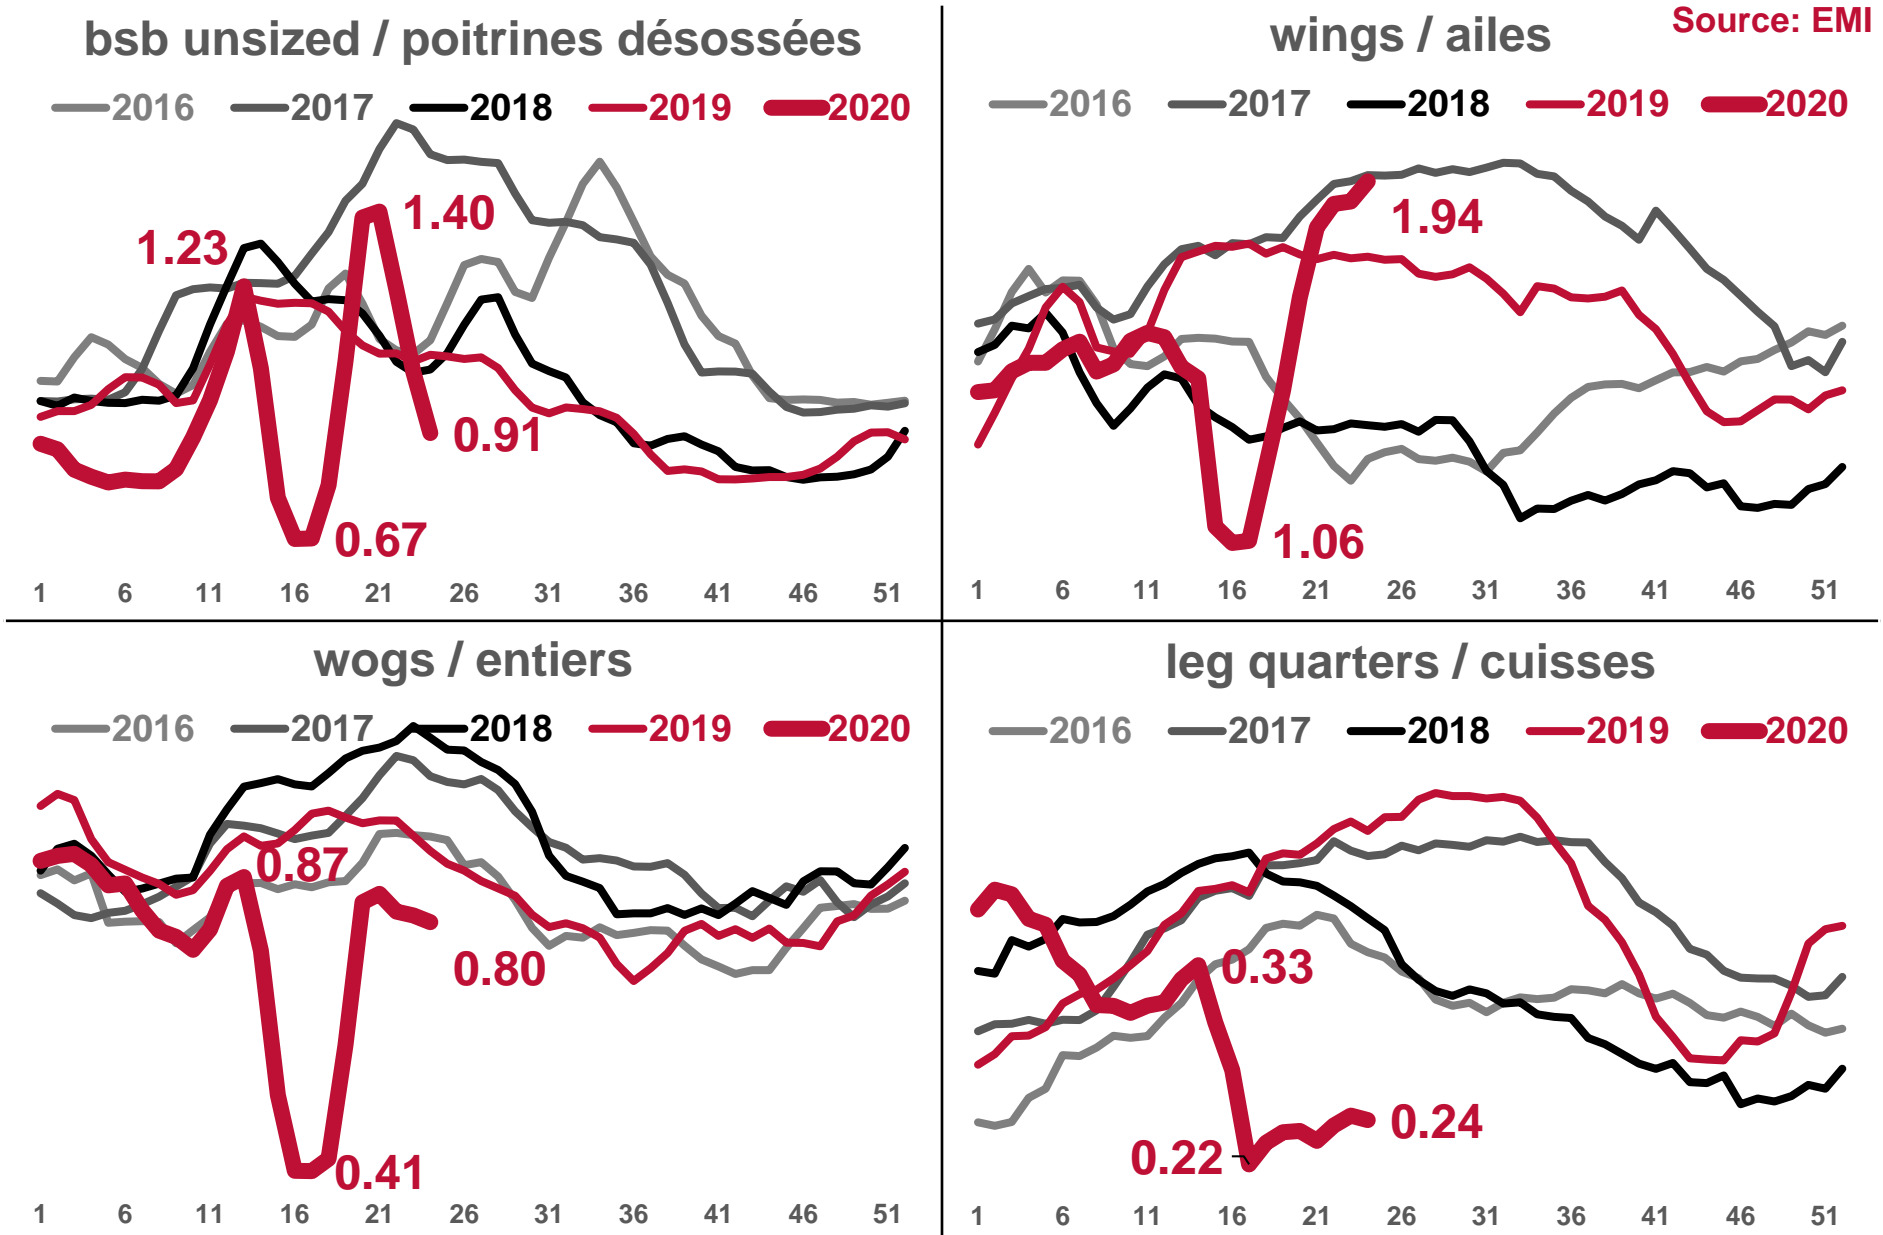 bsb unsized / poitrines désossées
2016 2017 2018 2019 2020
1.23
1.40
0.91
0.67
1 6 11 16 21 26 31 36 41 46 51
Source: EMI
wings / ailes
2016 2017 2018 2019 2020
1.94
1.06
1 6 11 16 21 26 31 36 41 46 51
wogs / entiers
2016 2017 2018 2019 2020
0.87
0.80
0.41
1 6 11 16 21 26 31 36 41 46 51
leg quarters / cuisses
2016 2017 2018 2019 2020
0.33
0.24
0.22
1 6 11 16 21 26 31 36 41 46 51